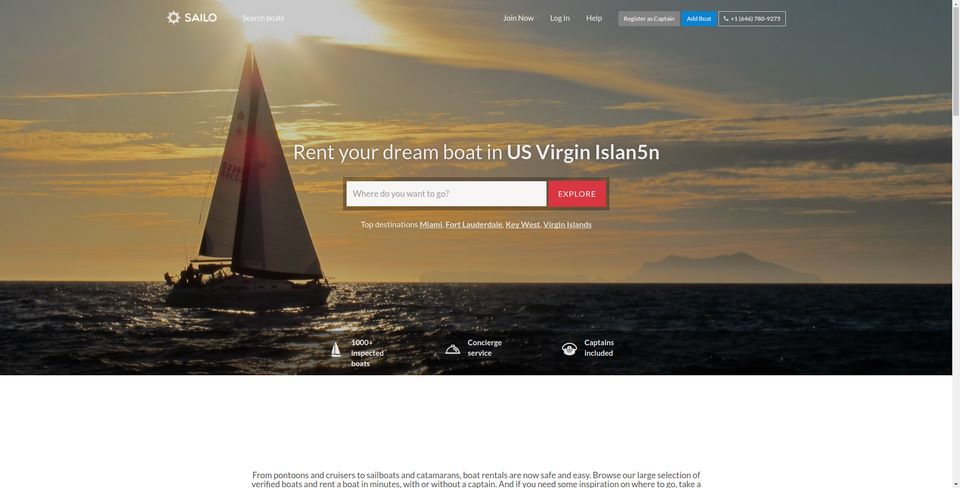 SAILO
Search boats
Join Now
Log In
Help
Register as Captain
Add Boat
+1 (646) 780-9275
Rent your dream boat in US Virgin Islan5n
Where do you want to go?
EXPLORE
Top destinations Miami, Fort Lauderdale, Key West, Virgin Islands
1000+
inspected
boats
Concierge
service
Captains
included
From pontoons and cruisers to sailboats and catamarans, boat rentals are now safe and easy. Browse our large selection of
verified boats and rent a boat in minutes, with or without a captain. And if you need some inspiration on where to go, take a